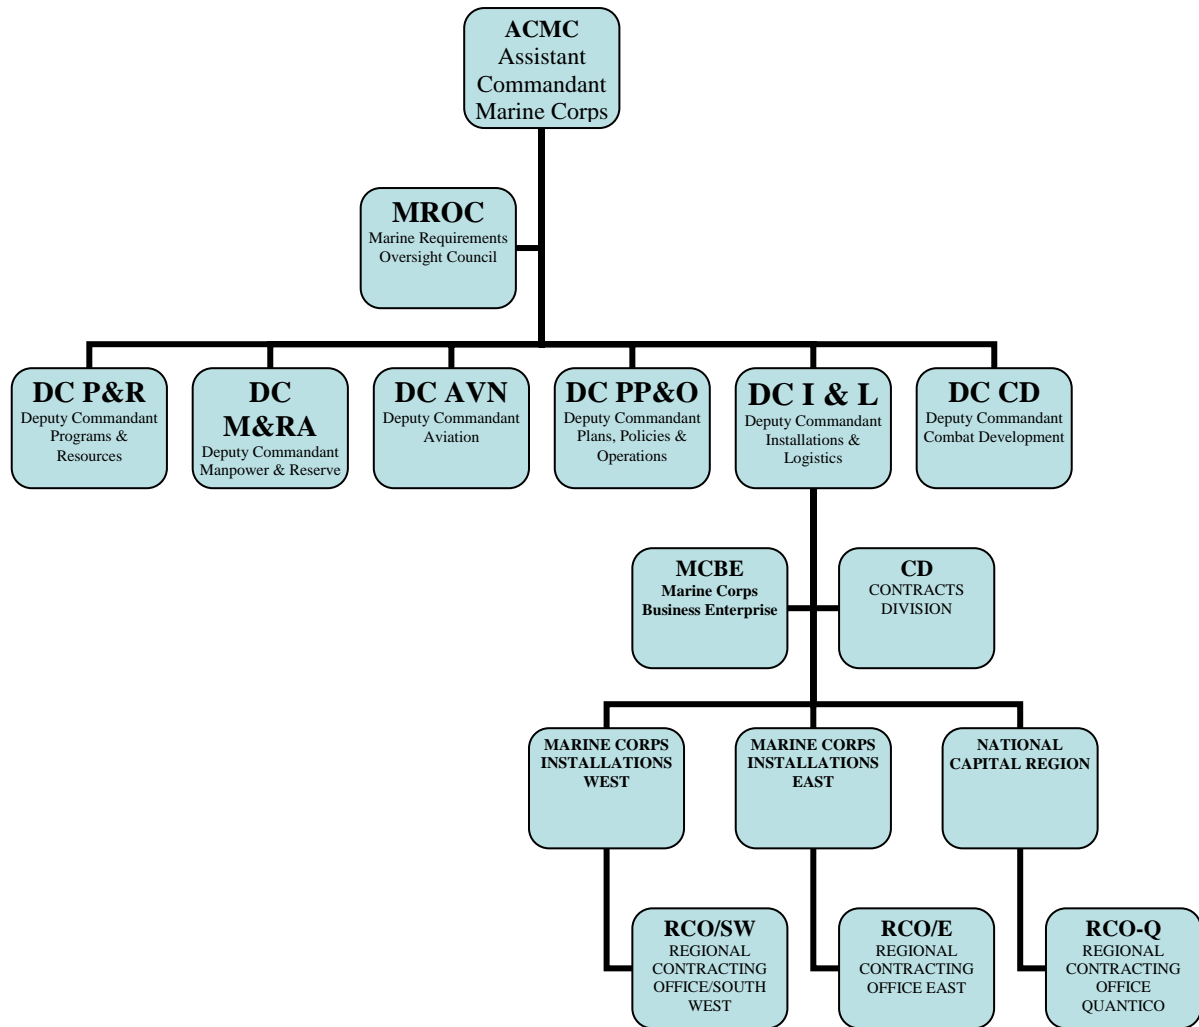 ACMC
Assistant
Commandant
Marine Corps
MROC
Marine Requirements
Oversight Council
DC P&R
Deputy Commandant
Programs &
Resources
DC
M&RA
Deputy Commandant
Manpower & Reserve
DC AVN
Deputy Commandant
Aviation
DC PP&O
Deputy Commandant
Plans, Policies &
Operations
DC I & L
Deputy Commandant
Installations &
Logistics
DC CD
Deputy Commandant
Combat Development
MCBE
Marine Corps
Business Enterprise
CD
CONTRACTS
DIVISION
MARINE CORPS
INSTALLATIONS
WEST
MARINE CORPS
INSTALLATIONS
EAST
NATIONAL
CAPITAL REGION
RCO/SW
REGIONAL
CONTRACTING
OFFICE/SOUTH
WEST
RCO/E
REGIONAL
CONTRACTING
OFFICE EAST
RCO-Q
REGIONAL
CONTRACTING
OFFICE
QUANTICO